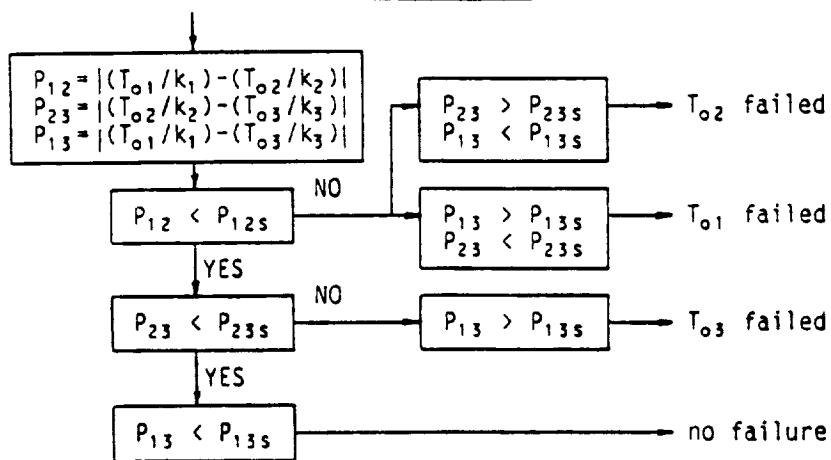 P₁₂=|(Tₒ₁/k₁)-(Tₒ₂/k₂)|
P₂₃=|(Tₒ₂/k₂)-(Tₒ₃/k₃)|
P₁₃=|(Tₒ₁/k₁)-(Tₒ₃/k₃)|
P₂₃ > P₂₃ₛ
P₁₃ < P₁₃ₛ
Tₒ₂ failed
NO
P₁₂ < P₁₂ₛ
P₁₃ > P₁₃ₛ
P₂₃ < P₂₃ₛ
Tₒ₁ failed
YES
NO
P₂₃ < P₂₃ₛ
P₁₃ > P₁₃ₛ
Tₒ₃ failed
YES
P₁₃ < P₁₃ₛ
no failure